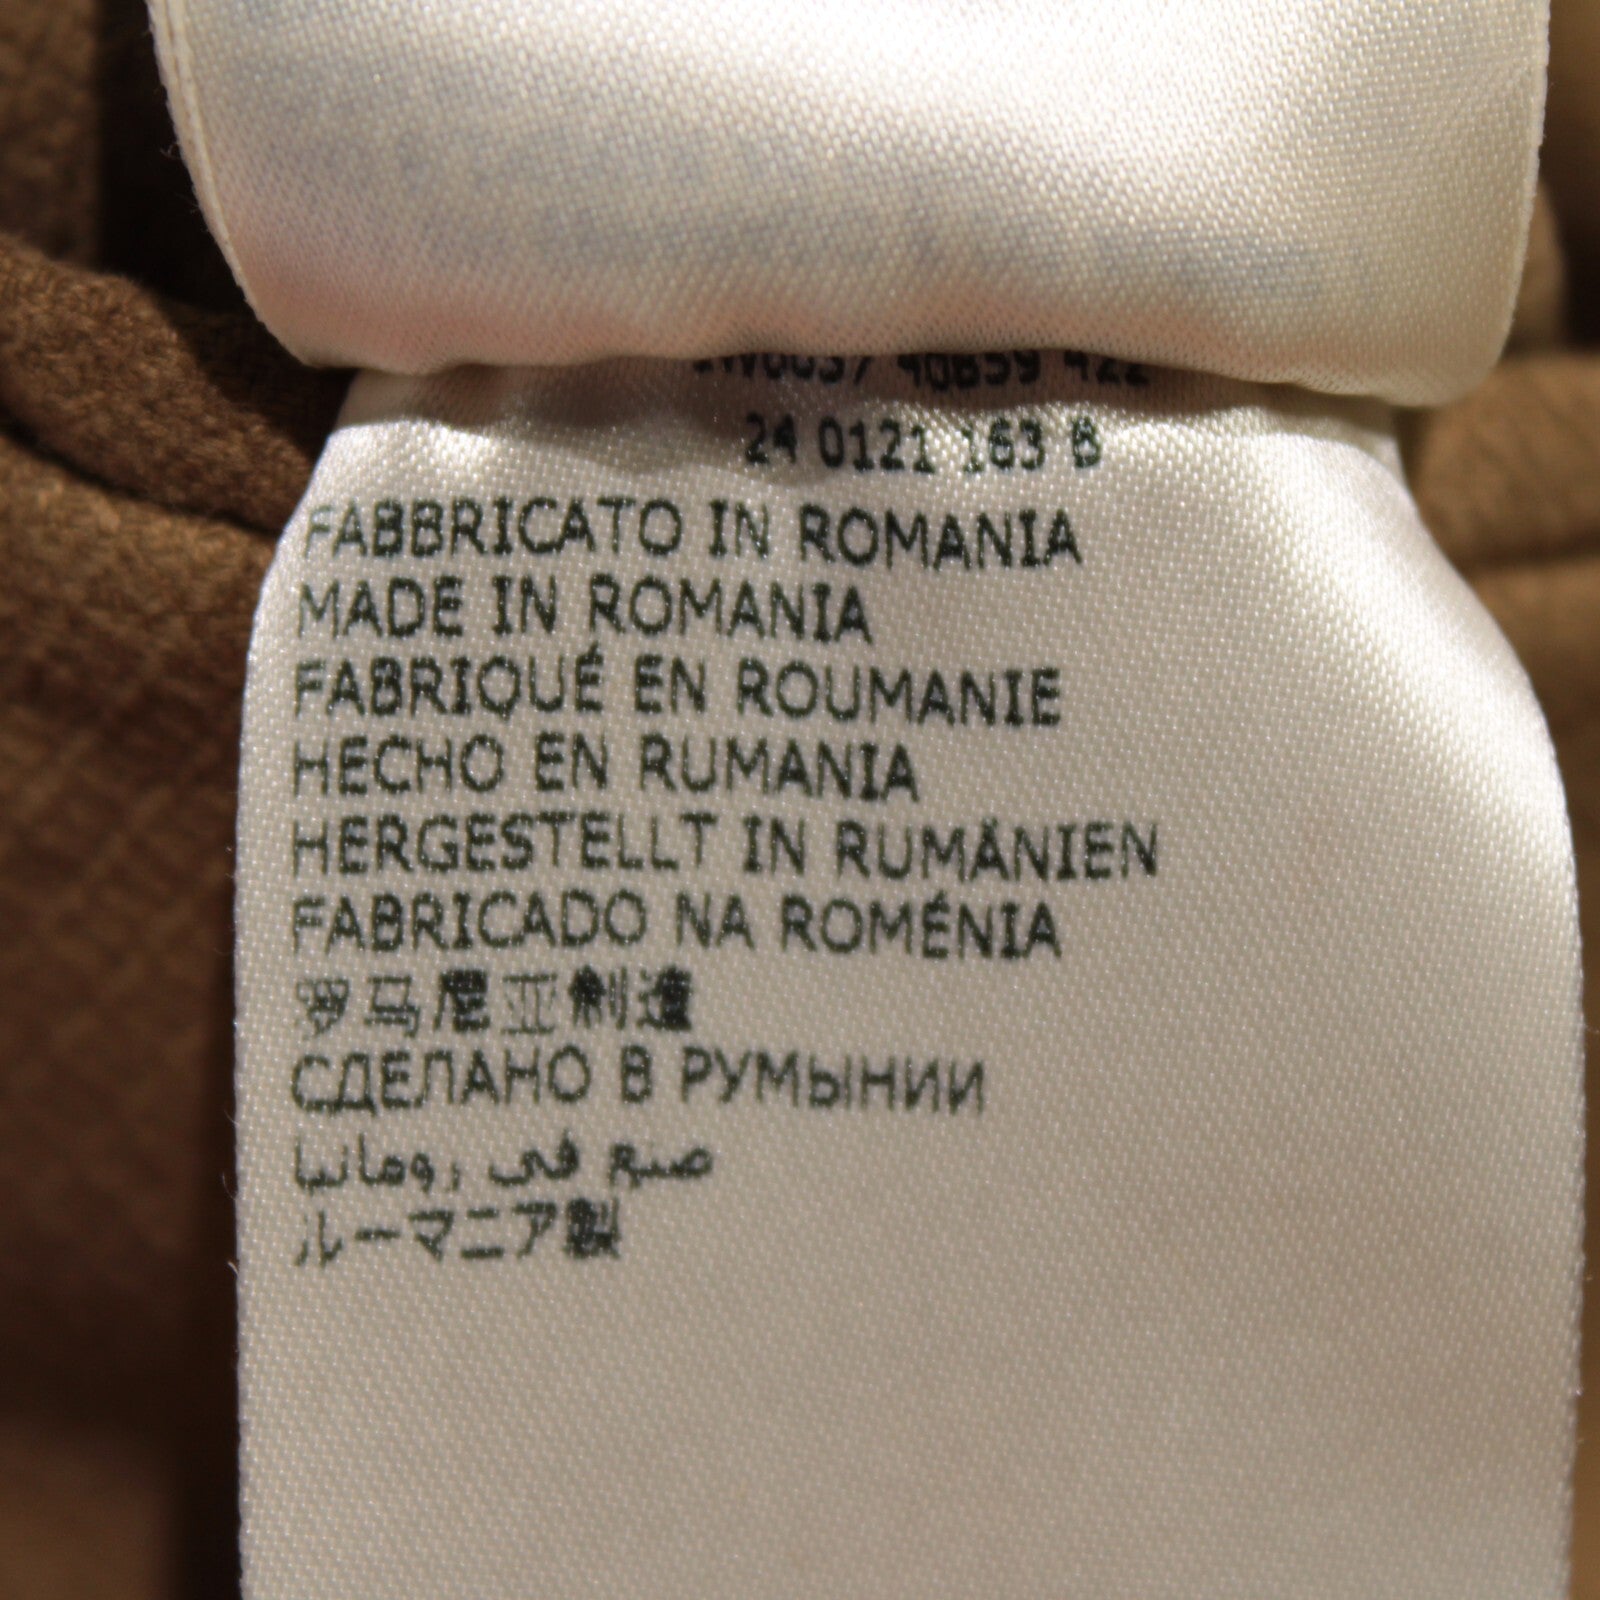 40B59 422
24 0121 163 B
FABBRICATO IN ROMANIA
MADE IN ROMANIA
FABRIQUÉ EN ROUMANIE
HECHO EN RUMANIA
HERGESTELLT IN RUMÄNIEN
FABRICADO NA ROMÉNIA
罗马尼亚制造
СДЕЛАНО В РУМЫНИИ
صنع في رومانيا
ルーマニア製